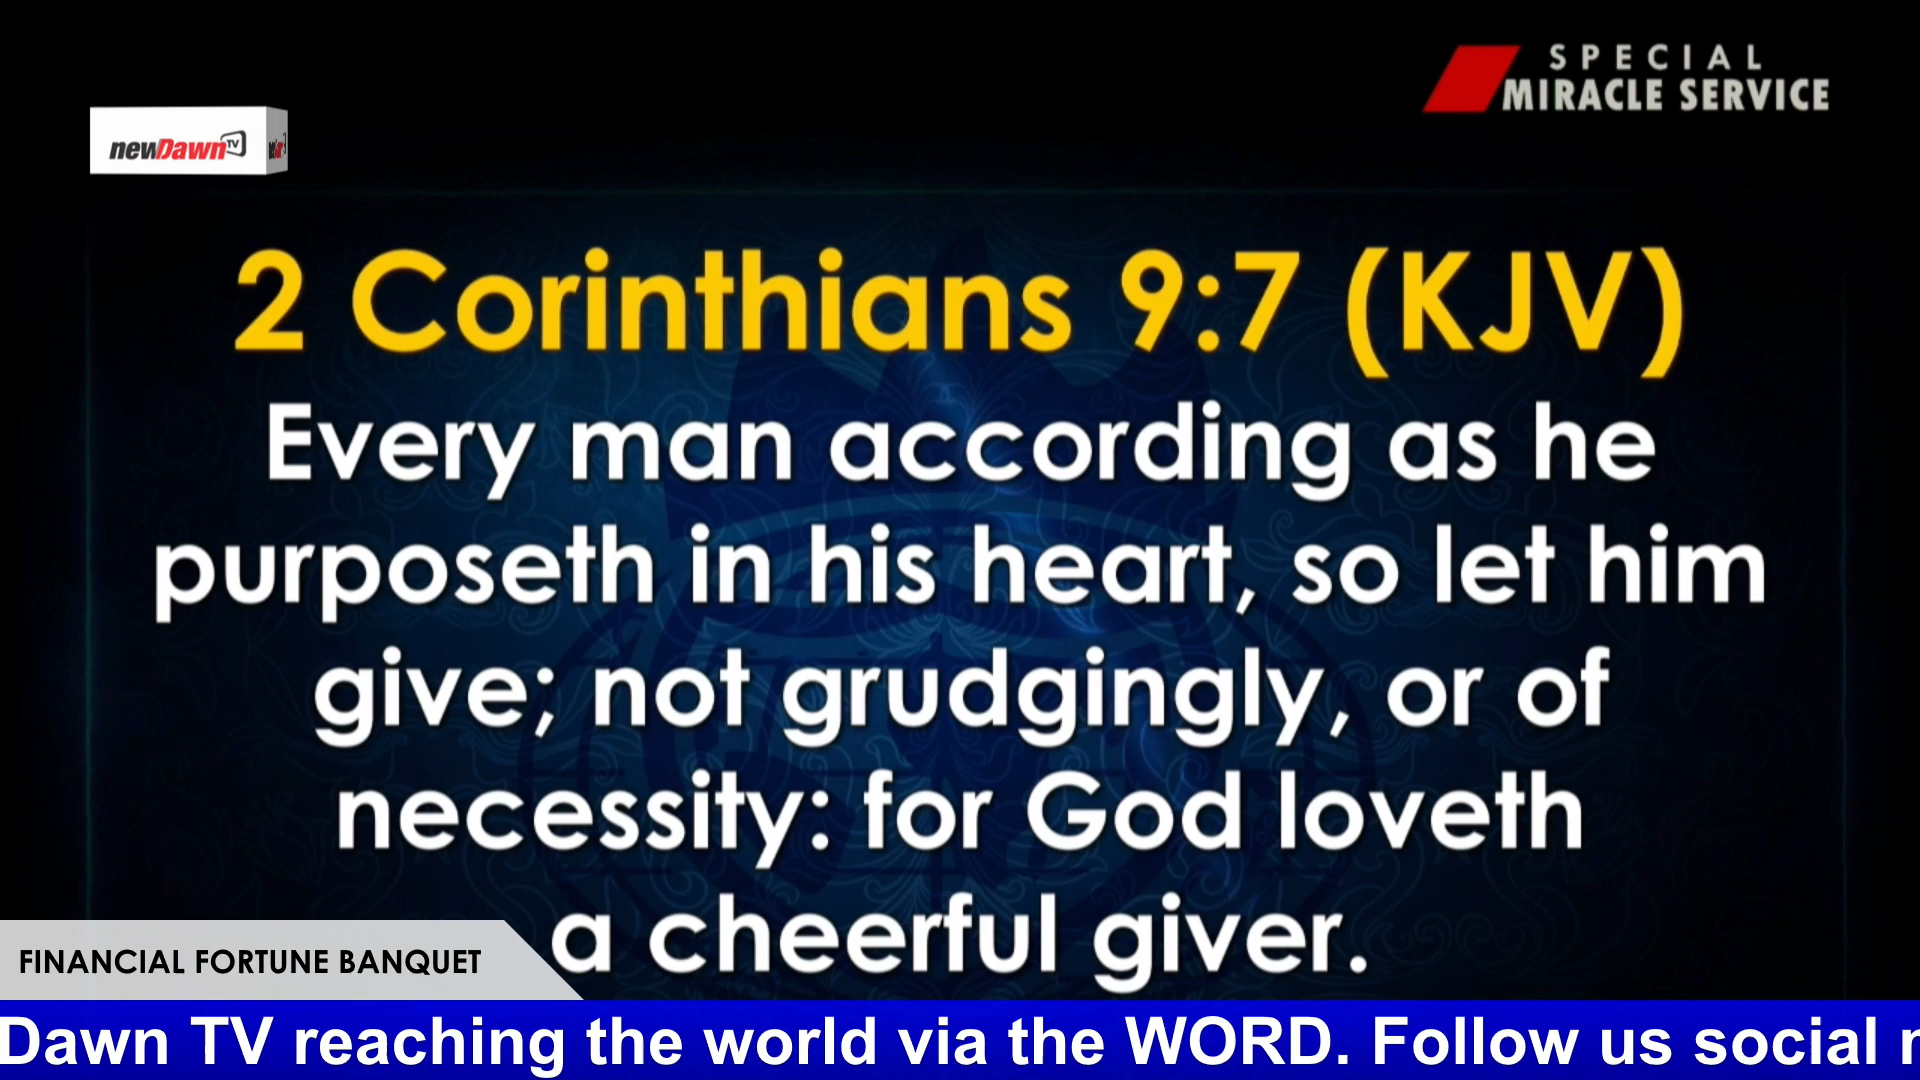 SPECIAL
MIRACLE SERVICE
newDawn TV
2 Corinthians 9:7 (KJV)
Every man according as he
purposeth in his heart, so let him
give; not grudgingly, or of
necessity: for God loveth
a cheerful giver.
FINANCIAL FORTUNE BANQUET
Dawn TV reaching the world via the WORD. Follow us social